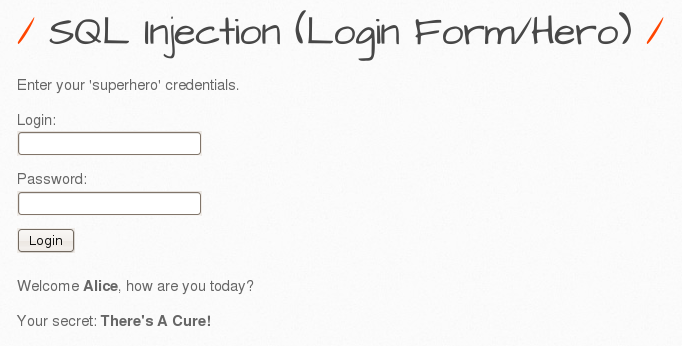 / SQL Injection (Login Form/Hero) /
Enter your 'superhero' credentials.
Login:
Password:
Login
Welcome Alice, how are you today?
Your secret: There's A Cure!